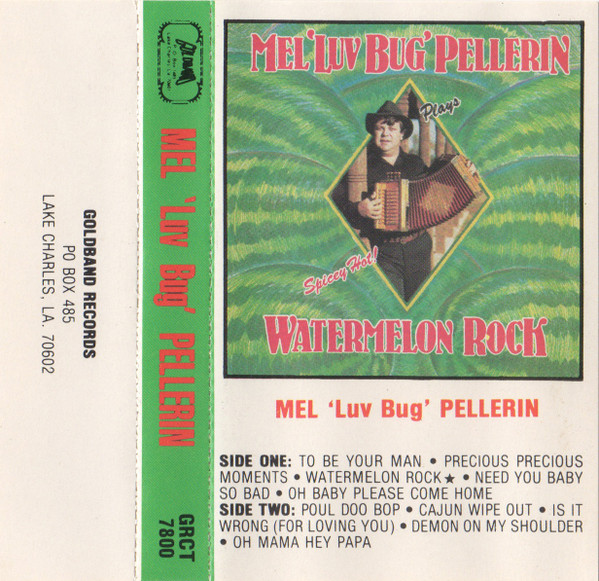 GOLDBAND RECORDS
PO BOX 485
LAKE CHARLES, LA. 70602
GOLDBAND
MEL 'LUV BUG' PELLERIN
GRCT
7800
MEL 'LUV BUG' PELLERIN
Plays
Spicey Hot!
WATERMELON ROCK
MEL 'Luv Bug' PELLERIN
SIDE ONE: TO BE YOUR MAN • PRECIOUS PRECIOUS
MOMENTS • WATERMELON ROCK★ • NEED YOU BABY
SO BAD • OH BABY PLEASE COME HOME
SIDE TWO: POUL DOO BOP • CAJUN WIPE OUT • IS IT
WRONG (FOR LOVING YOU) • DEMON ON MY SHOULDER
• OH MAMA HEY PAPA